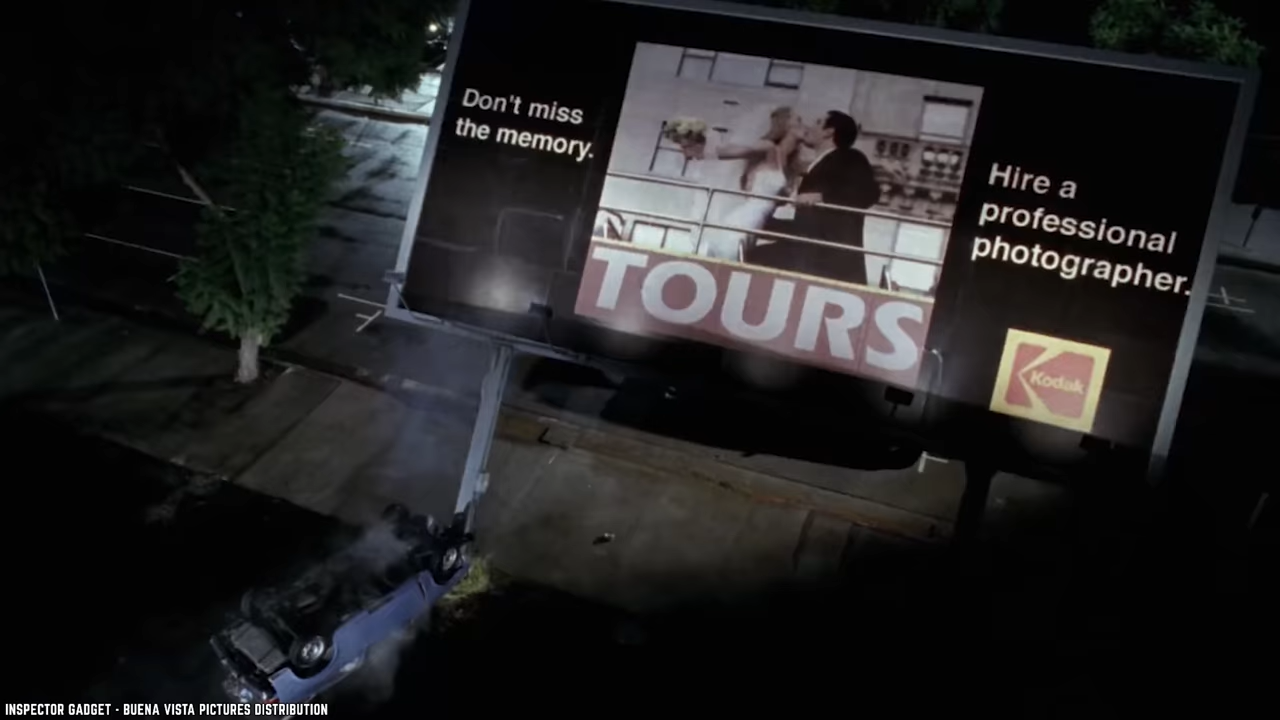 Don't miss
the memory.
TOURS
Hire a
professional
photographer.
Kodak
INSPECTOR GADGET - BUENA VISTA PICTURES DISTRIBUTION